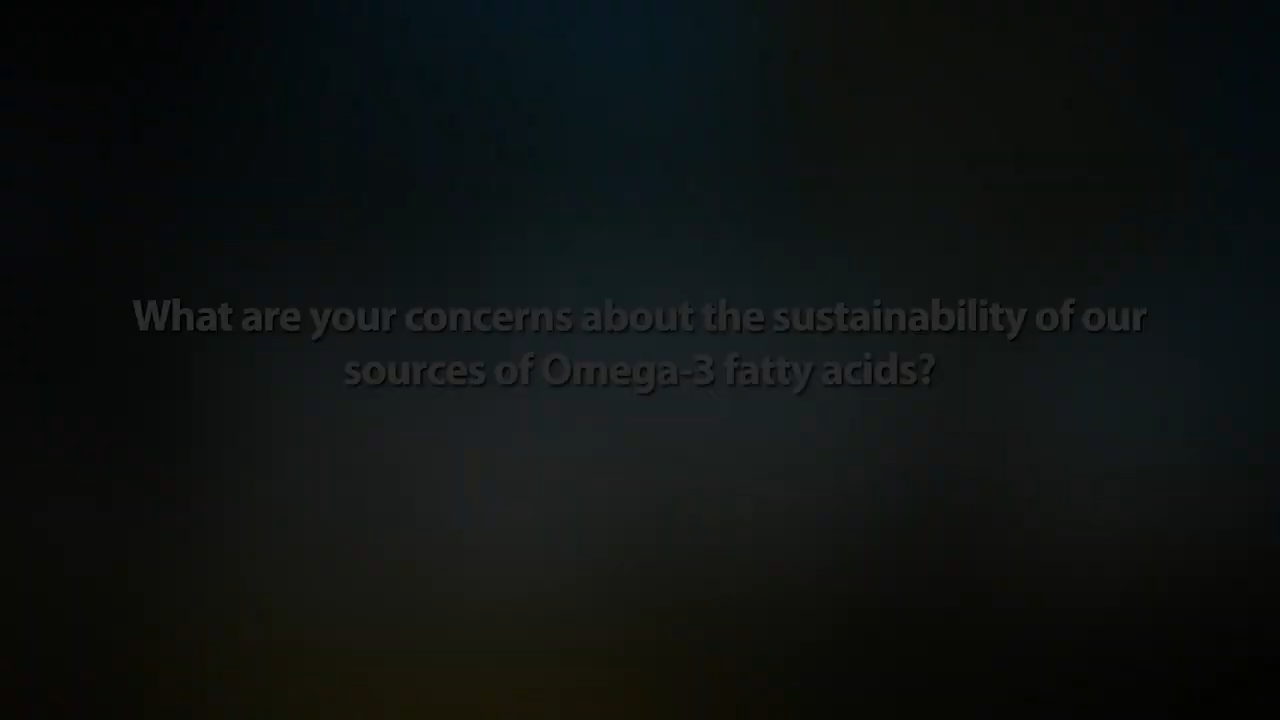 What are your concerns about the sustainability of our
sources of Omega-3 fatty acids?